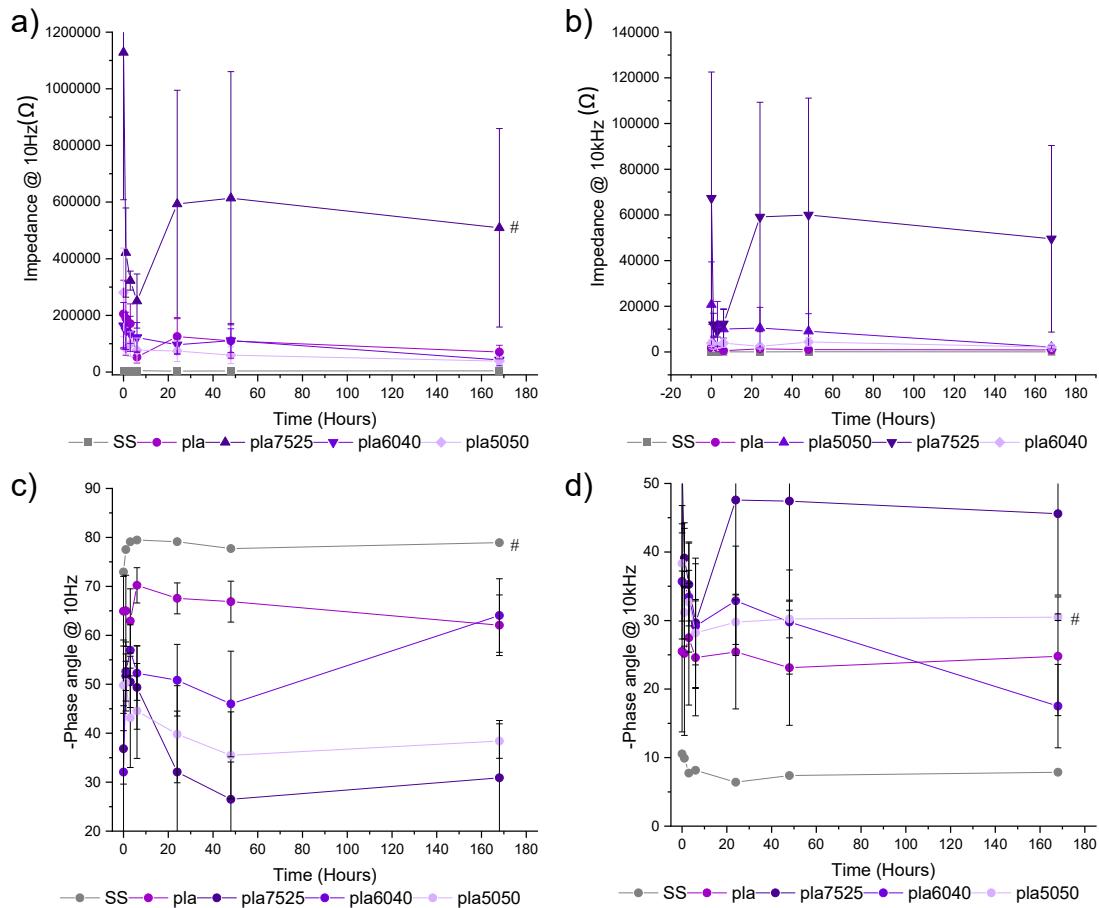 a)
1200000
1000000
800000
600000
400000
200000
0
Impedance @ 10Hz(Ω)
#
0 20 40 60 80 100 120 140 160 180
Time (Hours)
SS pla pla7525 pla6040 pla5050
b)
140000
120000
100000
80000
60000
40000
20000
0
Impedance @ 10kHz (Ω)
-20 0 20 40 60 80 100 120 140 160 180
Time (Hours)
SS pla pla5050 pla7525 pla6040
c)
90
80
70
60
50
40
30
20
-Phase angle @ 10Hz
#
0 20 40 60 80 100 120 140 160 180
Time (Hours)
SS pla pla7525 pla6040 pla5050
d)
50
40
30
20
10
0
-Phase angle @ 10kHz
#
0 20 40 60 80 100 120 140 160 180
Time (Hours)
SS pla pla7525 pla6040 pla5050